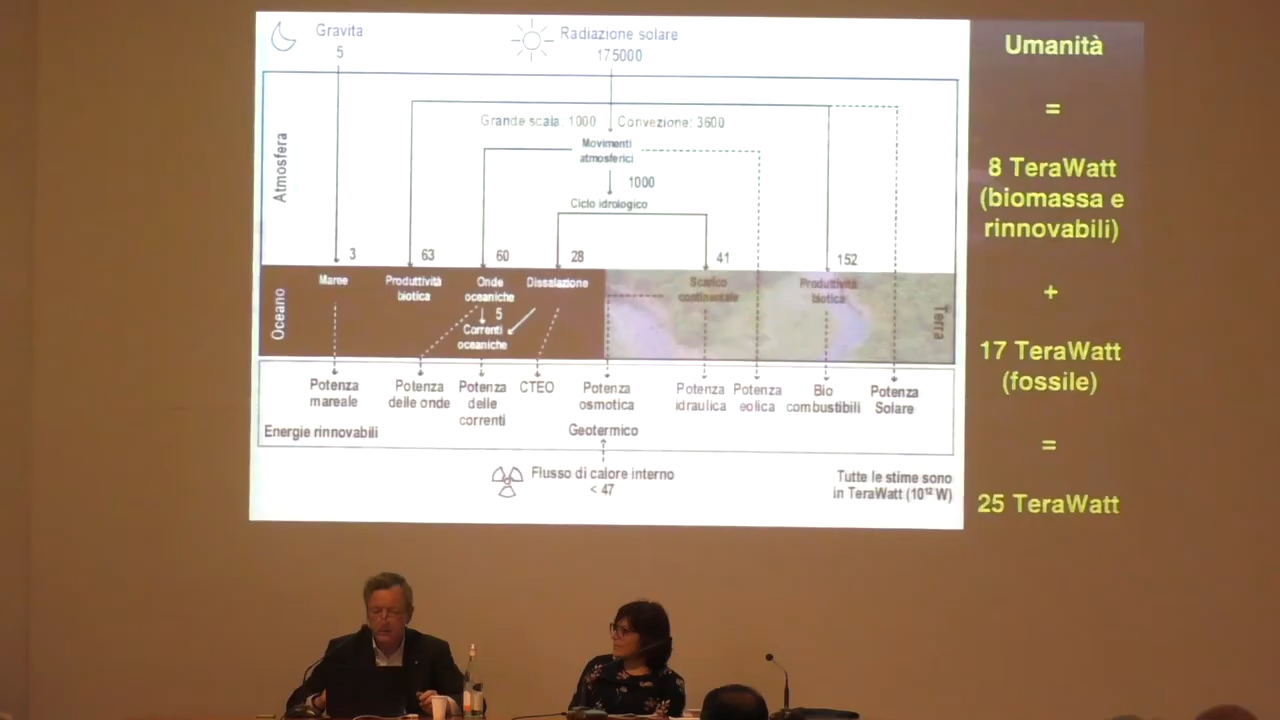 Gravita
5
Radiazione solare
175000
Atmosfera
Grande scala: 1000
Convezione: 3600
Movimenti
atmosferici
1000
Ciclo idrologico
3
63
60
28
41
152
Oceano
Maree
Produttività
biotica
Onde
oceaniche
Dissalazione
5
Correnti
oceaniche
Scarico
continentale
Produttività
biotica
Terra
Potenza
mareale
Potenza
delle onde
Potenza
delle
correnti
CTEO
Potenza
osmotica
Potenza
idraulica
Potenza
eolica
Bio
combustibili
Potenza
Solare
Energie rinnovabili
Geotermico
Flusso di calore interno
< 47
Tutte le stime sono
in TeraWatt (10¹² W)
Umanità
=
8 TeraWatt
(biomassa e
rinnovabili)
+
17 TeraWatt
(fossile)
=
25 TeraWatt